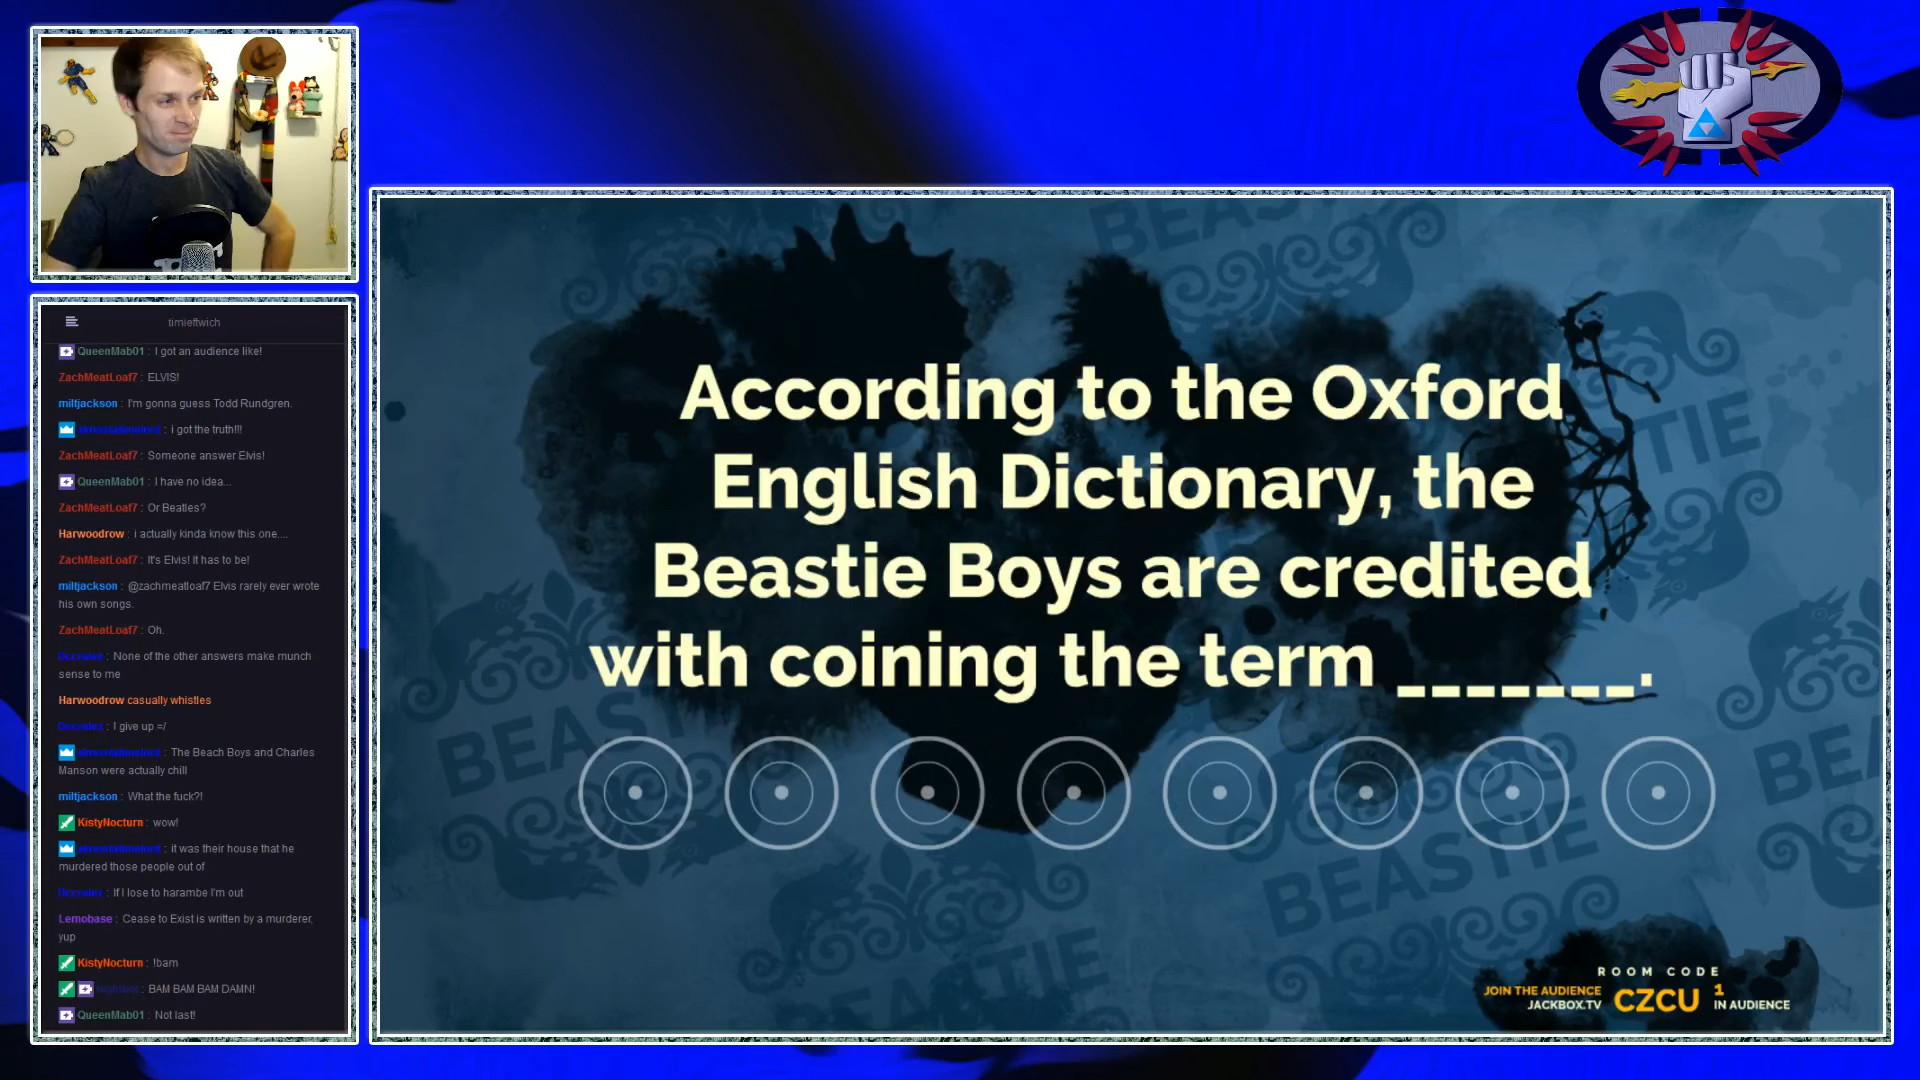 timieftwich
QueenMab01 : I got an audience like!
ZachMeatLoaf7 : ELVIS!
miltjackson : I'm gonna guess Todd Rundgren.
: i got the truth!!!
ZachMeatLoaf7 : Someone answer Elvis!
QueenMab01 : I have no idea...
ZachMeatLoaf7 : Or Beatles?
Harwoodrow : i actually kinda know this one....
ZachMeatLoaf7 : It's Elvis! It has to be!
miltjackson : @zachmeatloaf7 Elvis rarely ever wrote
his own songs.
ZachMeatLoaf7 : Oh.
: None of the other answers make munch
sense to me
Harwoodrow casually whistles
: I give up =/
: The Beach Boys and Charles
Manson were actually chill
miltjackson : What the fuck?!
KistyNocturn : wow!
: it was their house that he
murdered those people out of
: If I lose to harambe I'm out
Lemobase : Cease to Exist is written by a murderer,
yup
KistyNocturn : !bam
: BAM BAM BAM DAMN!
QueenMab01 : Not last!
According to the Oxford
English Dictionary, the
Beastie Boys are credited
with coining the term _______.
BEASTIE
BEASTIE
BEASTIE
ROOM CODE
JOIN THE AUDIENCE
JACKBOX.TV
CZCU
1
IN AUDIENCE